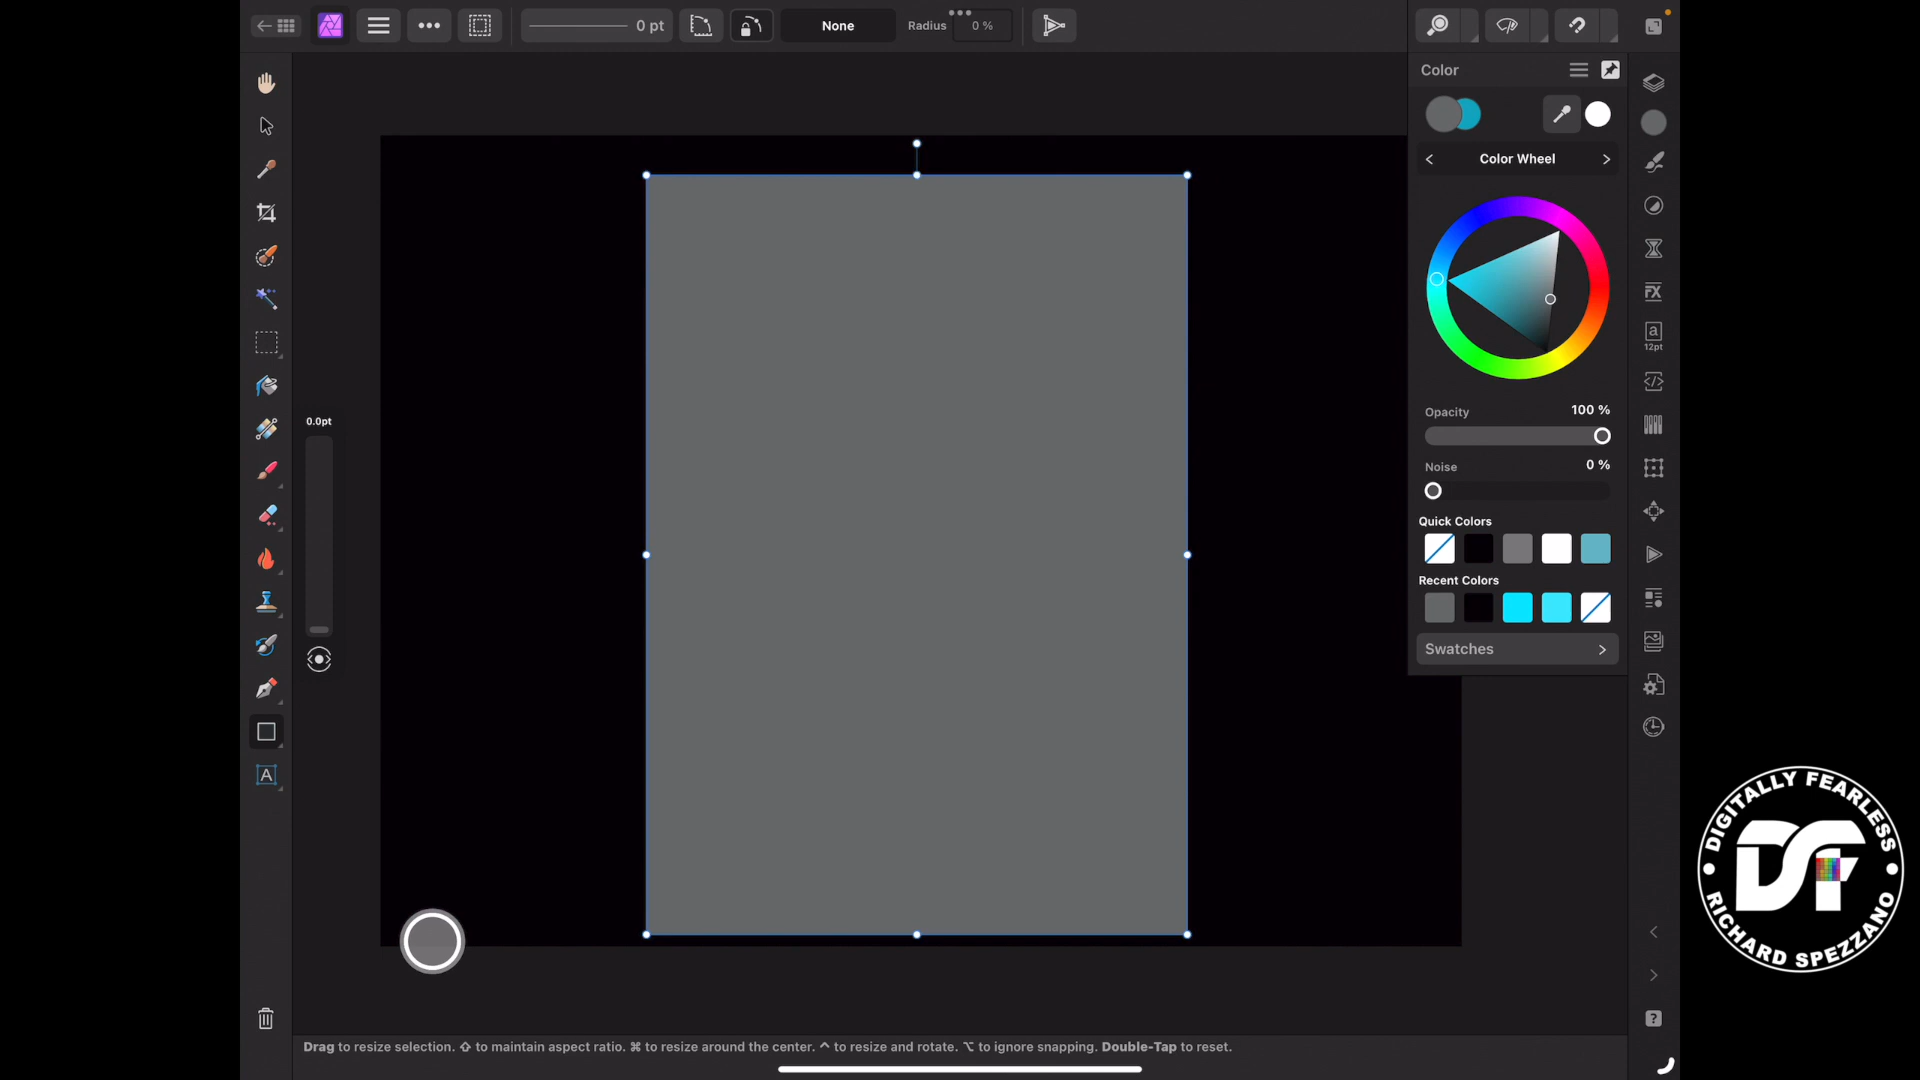 0 pt
None
Radius
0 %
Color
Color Wheel
Opacity
100 %
Noise
0 %
Quick Colors
Recent Colors
Swatches
0.0pt
A
FX
a
12pt
?
Drag to resize selection. ⇧ to maintain aspect ratio. ⌘ to resize around the center. ^ to resize and rotate. ⌥ to ignore snapping. Double-Tap to reset.
DIGITALLY FEARLESS
DF
RICHARD SPEZZANO